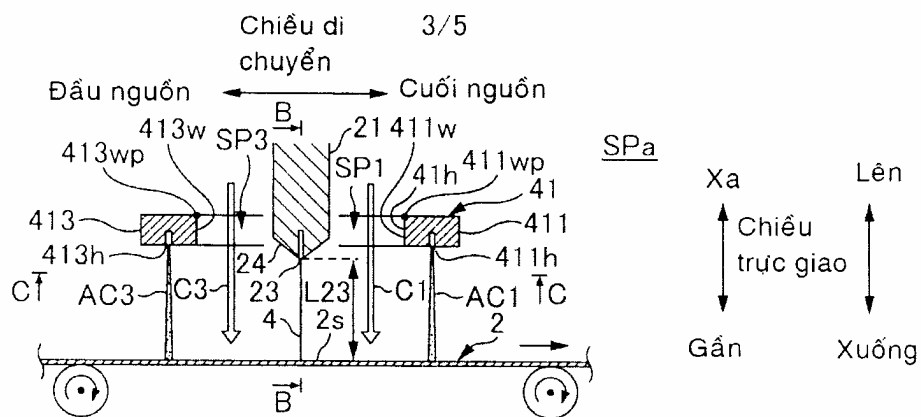 Chiều di chuyển 3/5
Đầu nguồn Cuối nguồn
B 21 411w
413w SP3 41h 411wp SPa
413wp SP1 41
Xa Lên
413 411
Chiều trực giao
413h 24 411h
C AC3 C3 23 L23 C1 AC1 C
4 2s 2
Gần Xuống
B